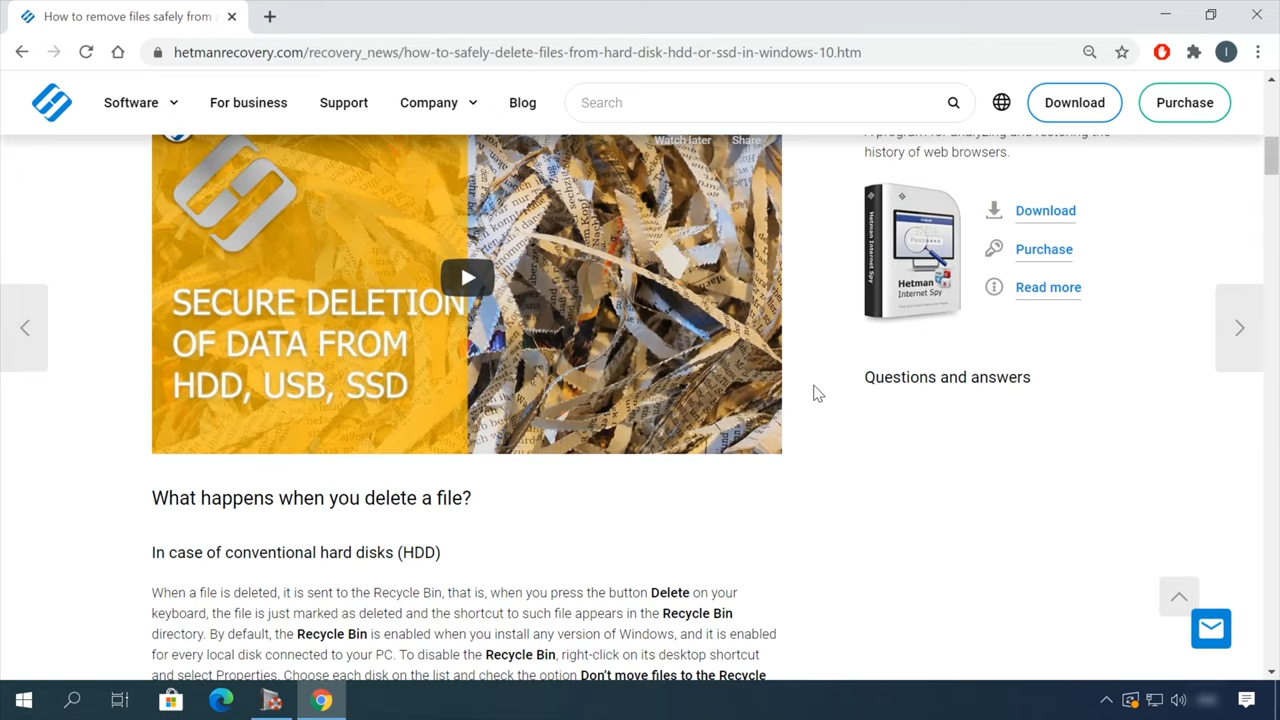 How to remove files safely from
hetmanrecovery.com/recovery_news/how-to-safely-delete-files-from-hard-disk-hdd-or-ssd-in-windows-10.htm
I
Software
For business
Support
Company
Blog
Search
Download
Purchase
Watch later
Share
SECURE DELETION
OF DATA FROM
HDD, USB, SSD
A program for analyzing and restoring the
history of web browsers.
Hetman Internet Spy
Hetman
Internet Spy
Download
Purchase
Read more
Questions and answers
What happens when you delete a file?
In case of conventional hard disks (HDD)
When a file is deleted, it is sent to the Recycle Bin, that is, when you press the button Delete on your
keyboard, the file is just marked as deleted and the shortcut to such file appears in the Recycle Bin
directory. By default, the Recycle Bin is enabled when you install any version of Windows, and it is enabled
for every local disk connected to your PC. To disable the Recycle Bin, right-click on its desktop shortcut
and select Properties. Choose each disk on the list and check the option Don't move files to the Recycle